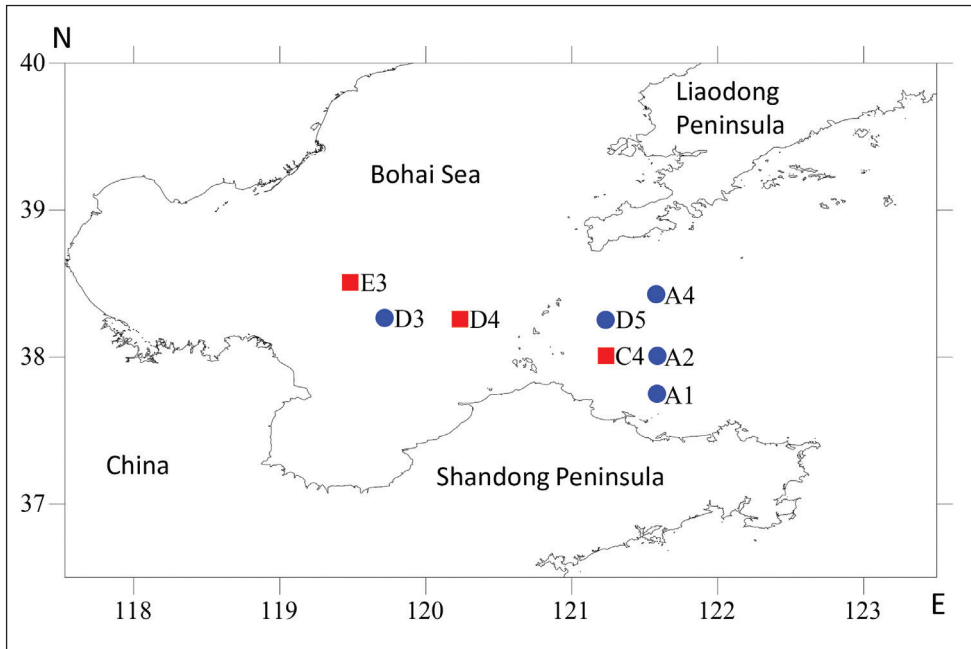 N
40
Liaodong
Peninsula
Bohai Sea
39
E3
A4
D3
D4
D5
38
C4
A2
A1
China
Shandong Peninsula
37
118
119
120
121
122
123
E